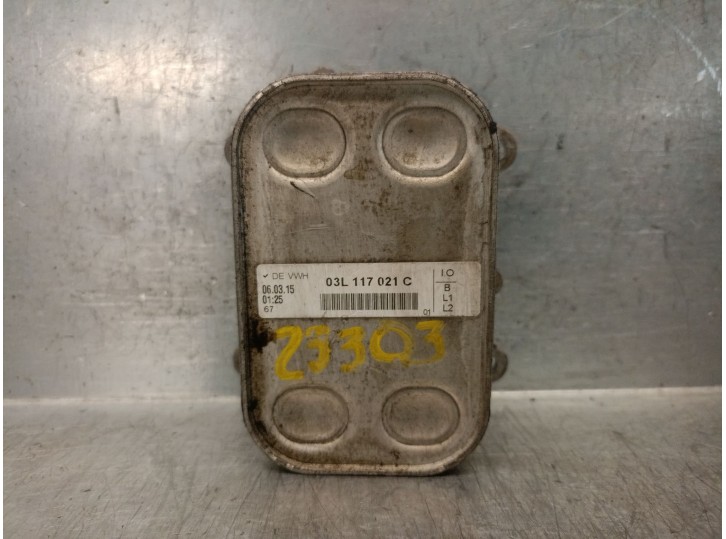 ✓ DE VWH
03L 117 021 C
I.O
06.03.15
B
01:25
L1
67
01
L2
23303